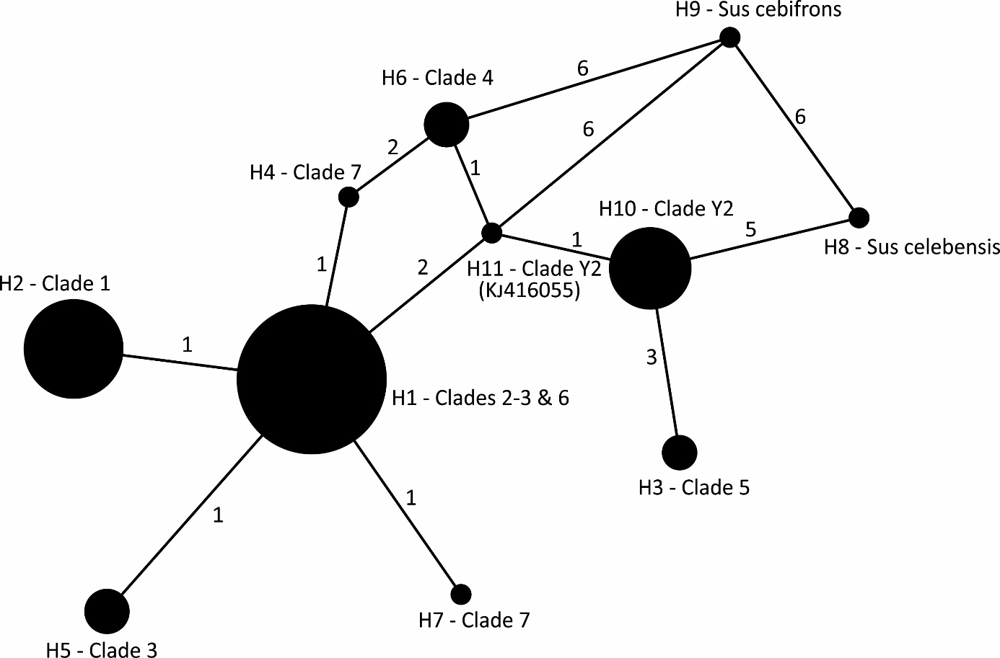 H9 - Sus cebifrons
6
H6 - Clade 4
6
6
2
1
H4 - Clade 7
H10 - Clade Y2
1
5
H8 - Sus celebensis
1
2
H11 - Clade Y2
(KJ416055)
H2 - Clade 1
1
3
H1 - Clades 2-3 & 6
H3 - Clade 5
1
1
H7 - Clade 7
H5 - Clade 3